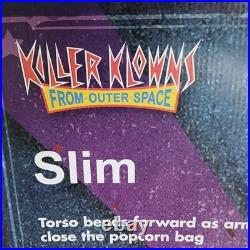 KILLER KLOWNS
FROM OUTER SPACE
Slim
Torso bends forward as arm
close the popcorn bag